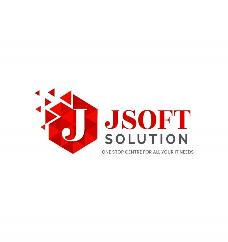 J
JSOFT
SOLUTION
ONE STOP CENTRE FOR ALL YOUR IT NEEDS